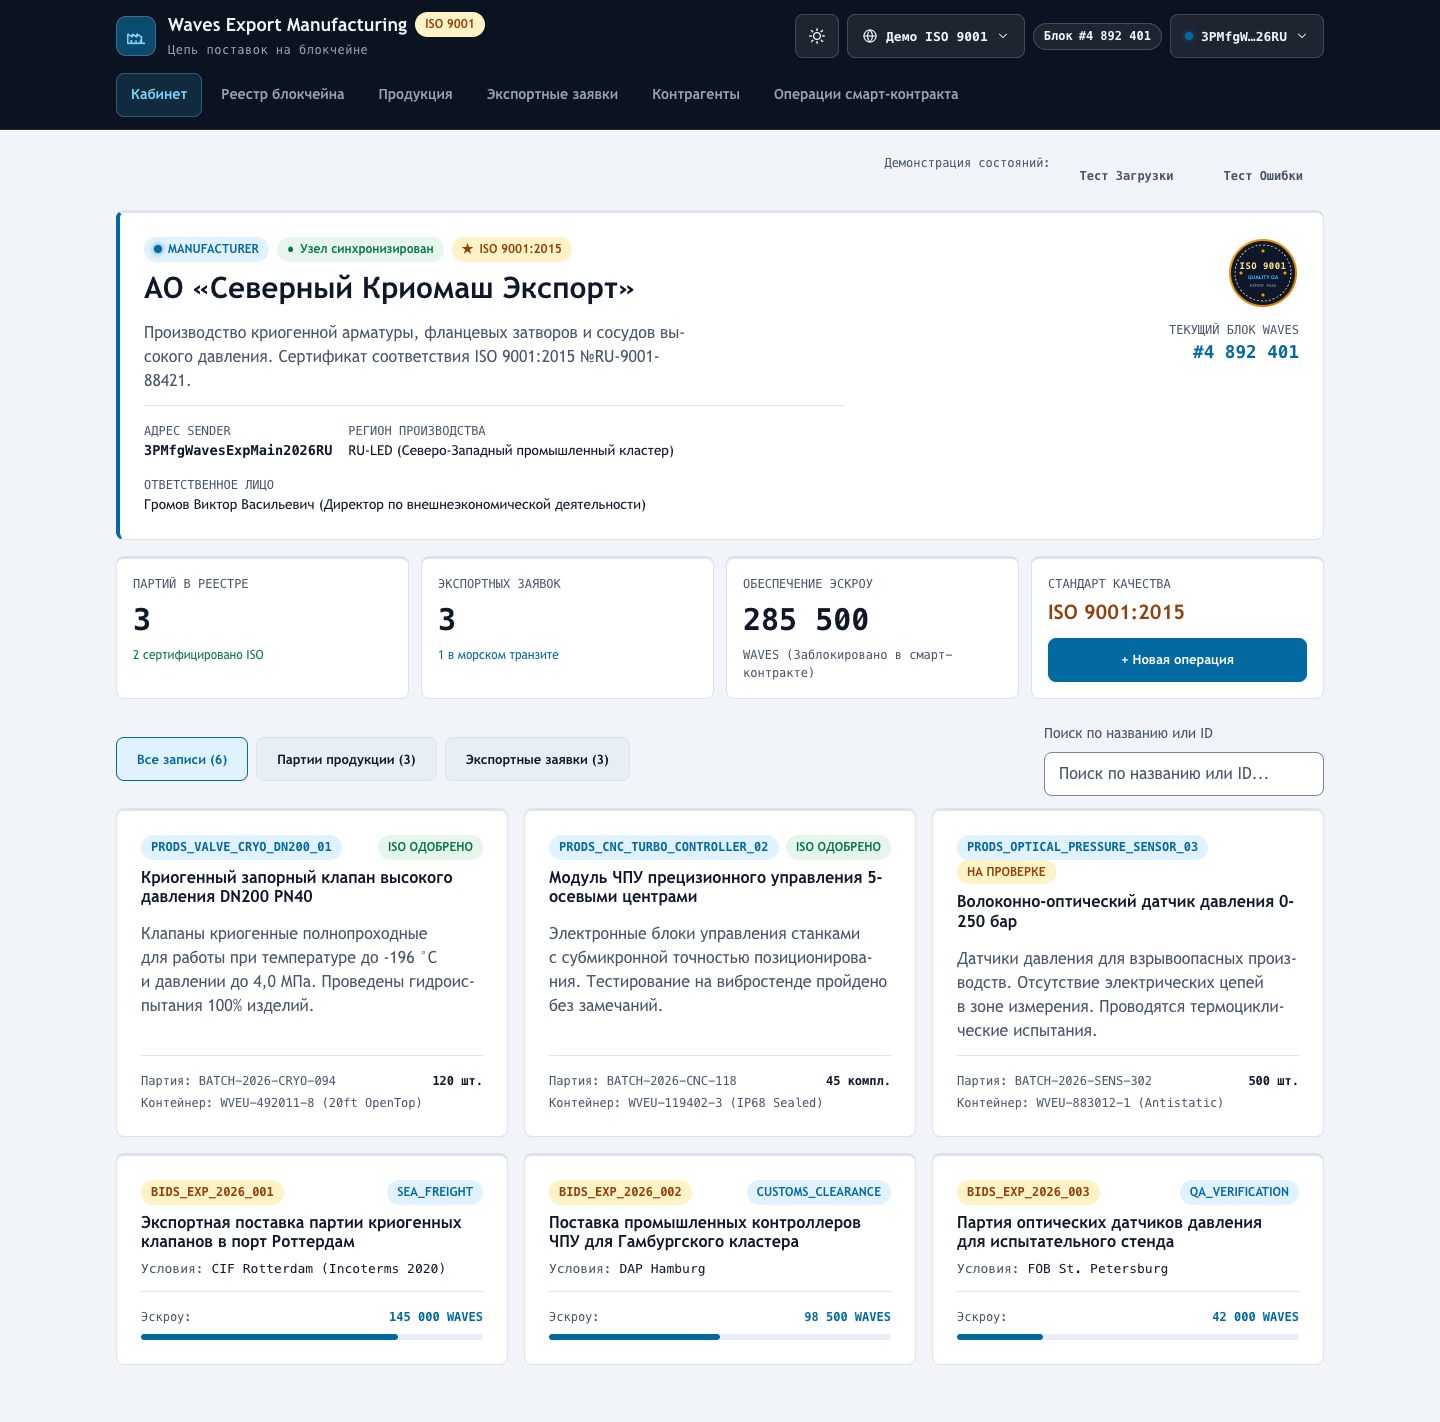 Waves Export Manufacturing ISO 9001
Цепь поставок на блокчейне
Демо ISO 9001
Блок #4 892 401
3PMfgW…26RU
Кабинет
Реестр блокчейна
Продукция
Экспортные заявки
Контрагенты
Операции смарт-контракта
Демонстрация состояний:
Тест Загрузки
Тест Ошибки
MANUFACTURER
● Узел синхронизирован
★ ISO 9001:2015
АО «Северный Криомаш Экспорт»
Производство криогенной арматуры, фланцевых затворов и сосудов вы-
сокого давления. Сертификат соответствия ISO 9001:2015 №RU-9001-
88421.
АДРЕС SENDER
3PMfgWavesExpMain2026RU
РЕГИОН ПРОИЗВОДСТВА
RU-LED (Северо-Западный промышленный кластер)
ОТВЕТСТВЕННОЕ ЛИЦО
Громов Виктор Васильевич (Директор по внешнеэкономической деятельности)
ISO 9001
QUALITY QA
EXPORT PASS
ТЕКУЩИЙ БЛОК WAVES
#4 892 401
ПАРТИЙ В РЕЕСТРЕ
3
2 сертифицировано ISO
ЭКСПОРТНЫХ ЗАЯВОК
3
1 в морском транзите
ОБЕСПЕЧЕНИЕ ЭСКРОУ
285 500
WAVES (Заблокировано в смарт-
контракте)
СТАНДАРТ КАЧЕСТВА
ISO 9001:2015
+ Новая операция
Все записи (6)
Партии продукции (3)
Экспортные заявки (3)
Поиск по названию или ID
Поиск по названию или ID...
PRODS_VALVE_CRYO_DN200_01
ISO ОДОБРЕНО
Криогенный запорный клапан высокого
давления DN200 PN40
Клапаны криогенные полнопроходные
для работы при температуре до -196 °C
и давлении до 4,0 МПа. Проведены гидроис-
пытания 100% изделий.
Партия: BATCH-2026-CRYO-094
120 шт.
Контейнер: WVEU-492011-8 (20ft OpenTop)
PRODS_CNC_TURBO_CONTROLLER_02
ISO ОДОБРЕНО
Модуль ЧПУ прецизионного управления 5-
осевыми центрами
Электронные блоки управления станками
с субмикронной точностью позиционирова-
ния. Тестирование на вибростенде пройдено
без замечаний.
Партия: BATCH-2026-CNC-118
45 компл.
Контейнер: WVEU-119402-3 (IP68 Sealed)
PRODS_OPTICAL_PRESSURE_SENSOR_03
НА ПРОВЕРКЕ
Волоконно-оптический датчик давления 0-
250 бар
Датчики давления для взрывоопасных произ-
водств. Отсутствие электрических цепей
в зоне измерения. Проводятся термоцикли-
ческие испытания.
Партия: BATCH-2026-SENS-302
500 шт.
Контейнер: WVEU-883012-1 (Antistatic)
BIDS_EXP_2026_001
SEA_FREIGHT
Экспортная поставка партии криогенных
клапанов в порт Роттердам
Условия: CIF Rotterdam (Incoterms 2020)
Эскроу:
145 000 WAVES
BIDS_EXP_2026_002
CUSTOMS_CLEARANCE
Поставка промышленных контроллеров
ЧПУ для Гамбургского кластера
Условия: DAP Hamburg
Эскроу:
98 500 WAVES
BIDS_EXP_2026_003
QA_VERIFICATION
Партия оптических датчиков давления
для испытательного стенда
Условия: FOB St. Petersburg
Эскроу:
42 000 WAVES